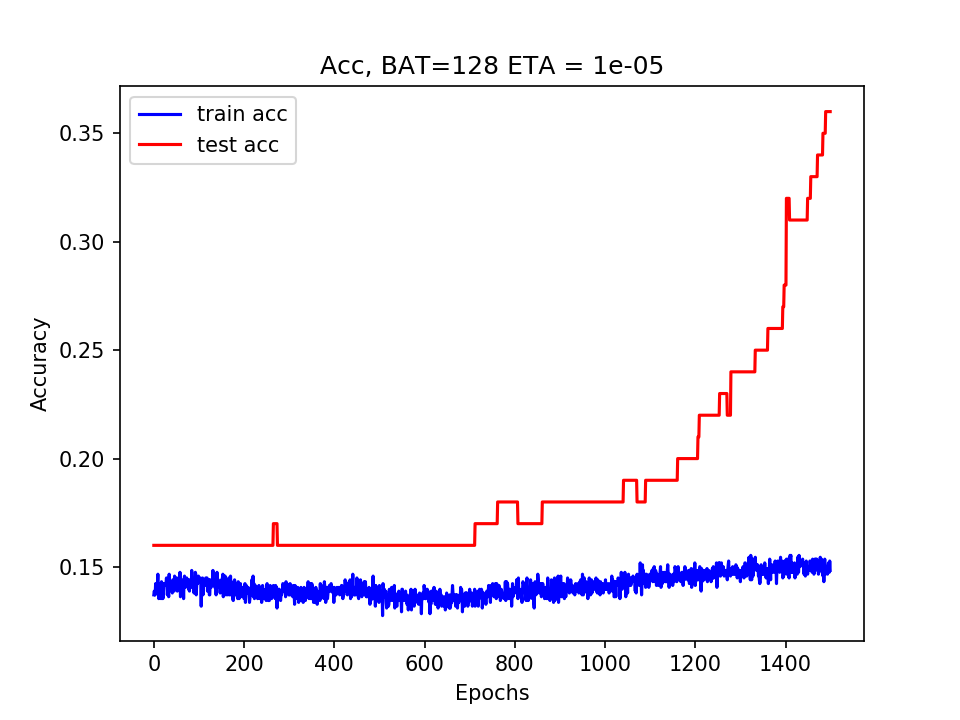 Acc, BAT=128 ETA = 1e-05
train acc
test acc
0.35
0.30
0.25
0.20
0.15
Accuracy
0 200 400 600 800 1000 1200 1400
Epochs